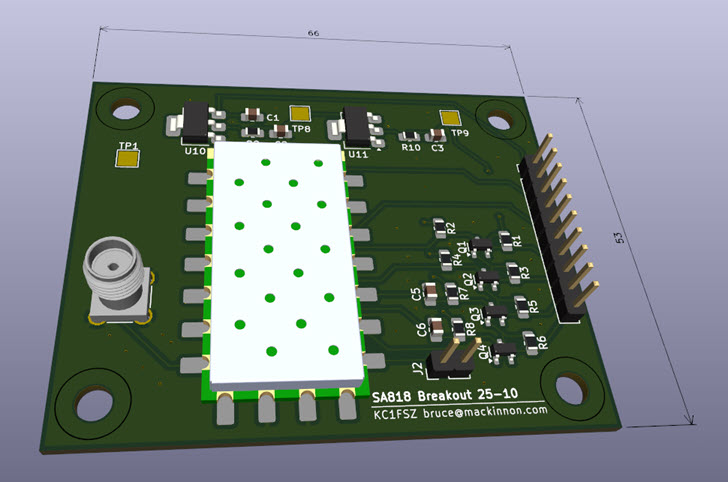 66
C1
TP8
TP9
U10
U11
R10
C3
TP1
53
R2
Q1
R1
R4
Q2
R3
C5
R7
Q3
R5
C6
R8
Q4
R6
J2
SA818 Breakout 25-10
KC1FSZ bruce@mackinnon.com